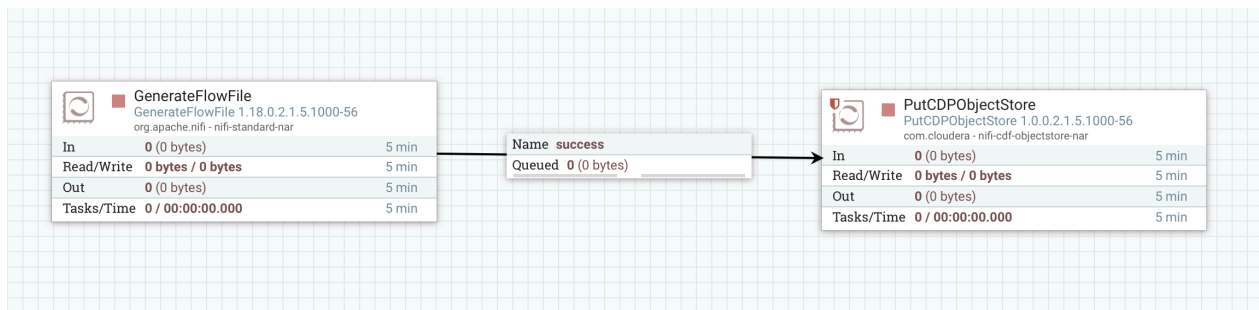 GenerateFlowFile
GenerateFlowFile 1.18.0.2.1.5.1000-56
org.apache.nifi - nifi-standard-nar
In 0 (0 bytes) 5 min
Read/Write 0 bytes / 0 bytes 5 min
Out 0 (0 bytes) 5 min
Tasks/Time 0 / 00:00:00.000 5 min
Name success
Queued 0 (0 bytes)
PutCDPObjectStore
PutCDPObjectStore 1.0.0.2.1.5.1000-56
com.cloudera - nifi-cdf-objectstore-nar
In 0 (0 bytes) 5 min
Read/Write 0 bytes / 0 bytes 5 min
Out 0 (0 bytes) 5 min
Tasks/Time 0 / 00:00:00.000 5 min